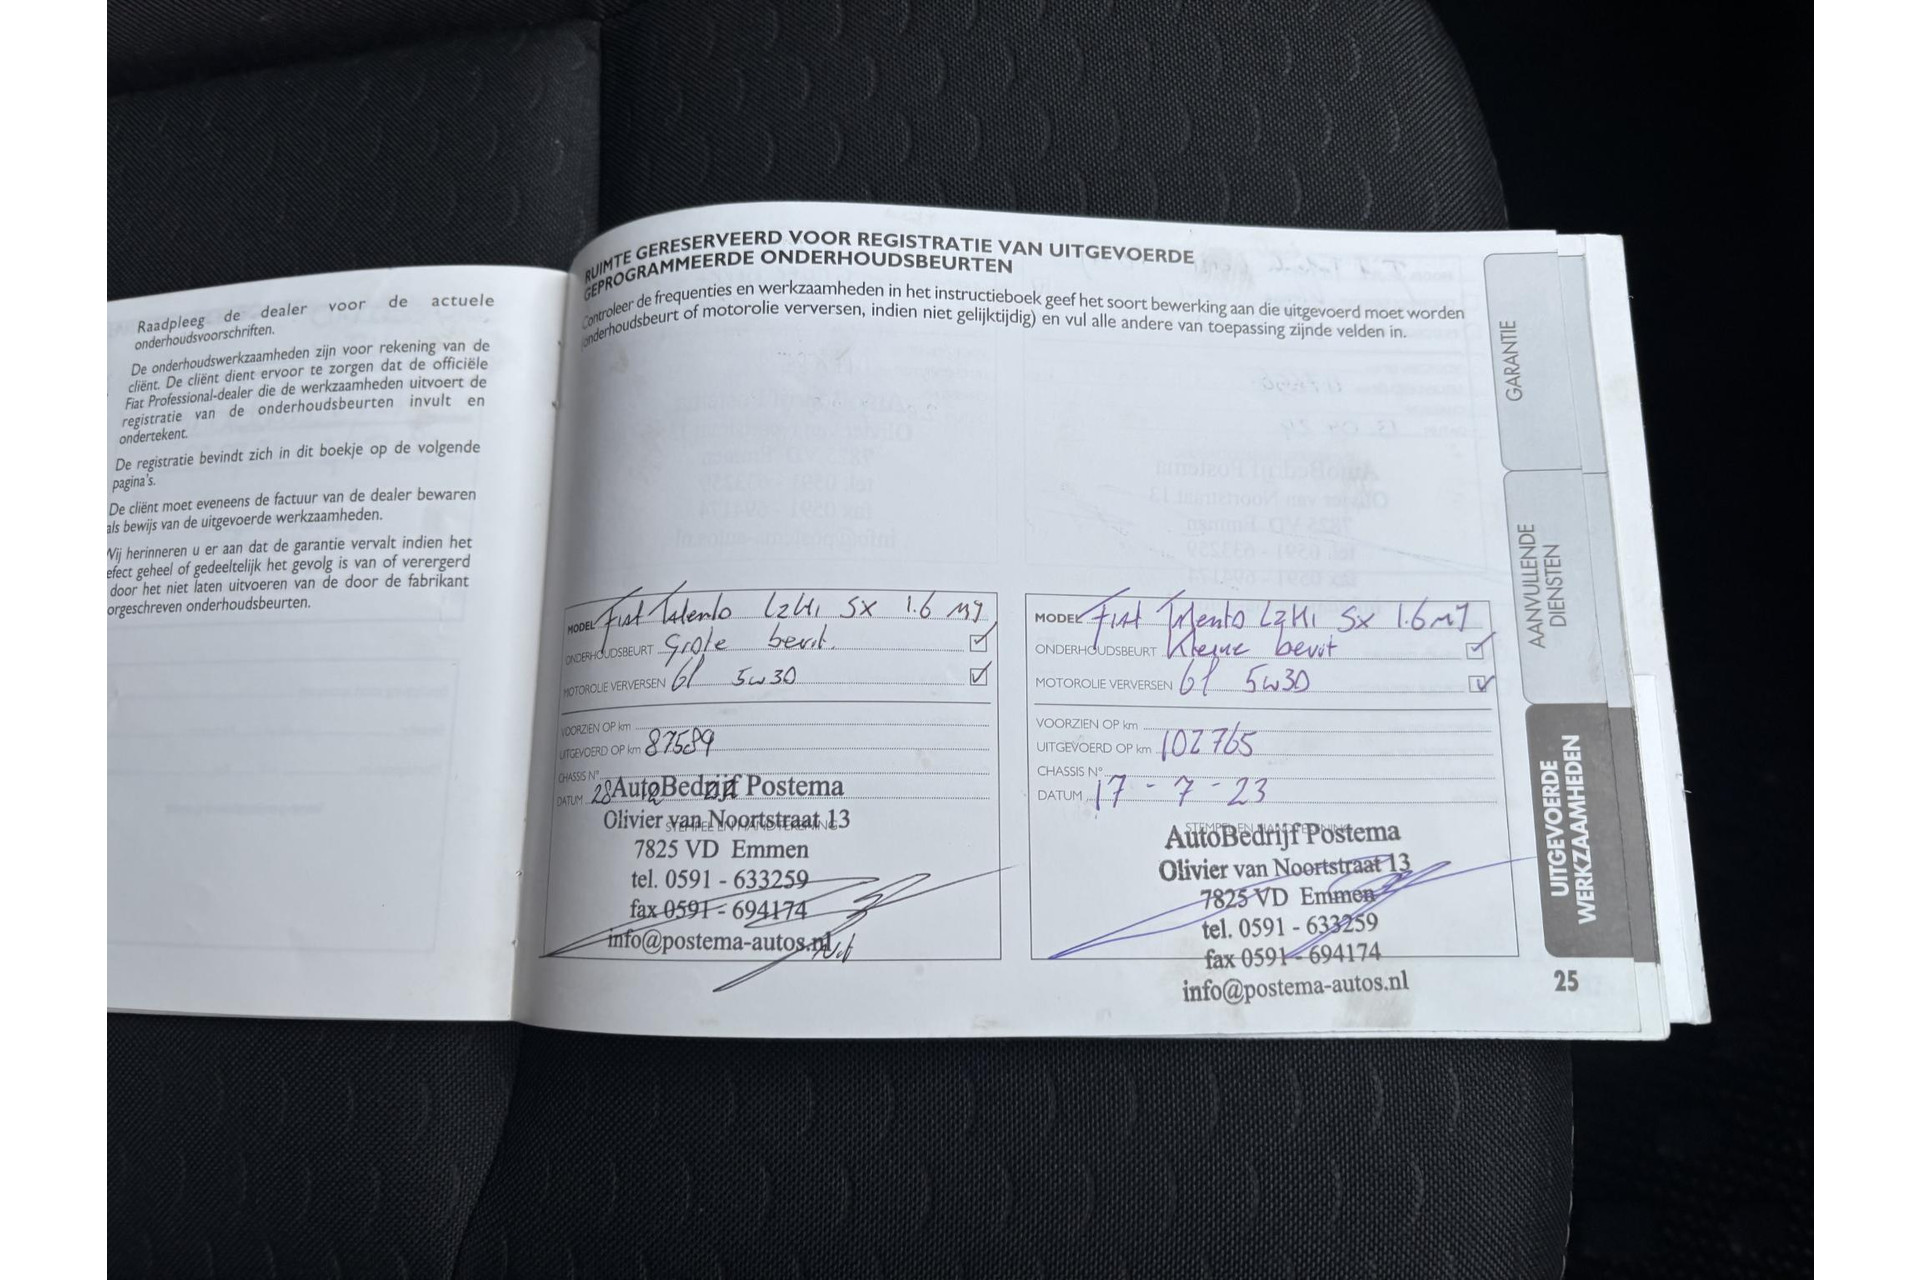 Raadpleeg de dealer voor de actuele
onderhoudsvoorschriften.
De onderhoudswerkzaamheden zijn voor rekening van de
cliënt. De cliënt dient ervoor te zorgen dat de officiële
Fiat Professional-dealer die de werkzaamheden uitvoert de
registratie van de onderhoudsbeurten invult en
ondertekent.
De registratie bevindt zich in dit boekje op de volgende
pagina's.
De cliënt moet eveneens de factuur van de dealer bewaren
als bewijs van de uitgevoerde werkzaamheden.
Wij herinneren u er aan dat de garantie vervalt indien het
efect geheel of gedeeltelijk het gevolg is van of verergerd
door het niet laten uitvoeren van de door de fabrikant
orgeschreven onderhoudsbeurten.
RUIMTE GERESERVEERD VOOR REGISTRATIE VAN UITGEVOERDE
GEPROGRAMMEERDE ONDERHOUDSBEURTEN
Controleer de frequenties en werkzaamheden in het instructieboek geef het soort bewerking aan die uitgevoerd moet worden
onderhoudsbeurt of motorolie verversen, indien niet gelijktijdig) en vul alle andere van toepassing zijnde velden in.
MODEL Fiat Talento L2H1 SX 1.6 MJ
ONDERHOUDSBEURT Grote beurt.
MOTOROLIE VERVERSEN 6l 5w30
VOORZIEN OP km
UITGEVOERD OP km 87589
CHASSIS N°
DATUM 28
STEMPEL EN HANDTEKENING
AutoBedrijf Postema
Olivier van Noortstraat 13
7825 VD Emmen
tel. 0591 - 633259
fax 0591 - 694174
info@postema-autos.nl
MODEL Fiat Talento L2H1 SX 1.6 MJ
ONDERHOUDSBEURT Kleine beurt
MOTOROLIE VERVERSEN 6l 5w30
VOORZIEN OP km
UITGEVOERD OP km 102765
CHASSIS N°
DATUM 17 - 7 - 23
STEMPEL EN HANDTEKENING
AutoBedrijf Postema
Olivier van Noortstraat 13
7825 VD Emmen
tel. 0591 - 633259
fax 0591 - 694174
info@postema-autos.nl
GARANTIE
AANVULLENDE
DIENSTEN
UITGEVOERDE
WERKZAAMHEDEN
25